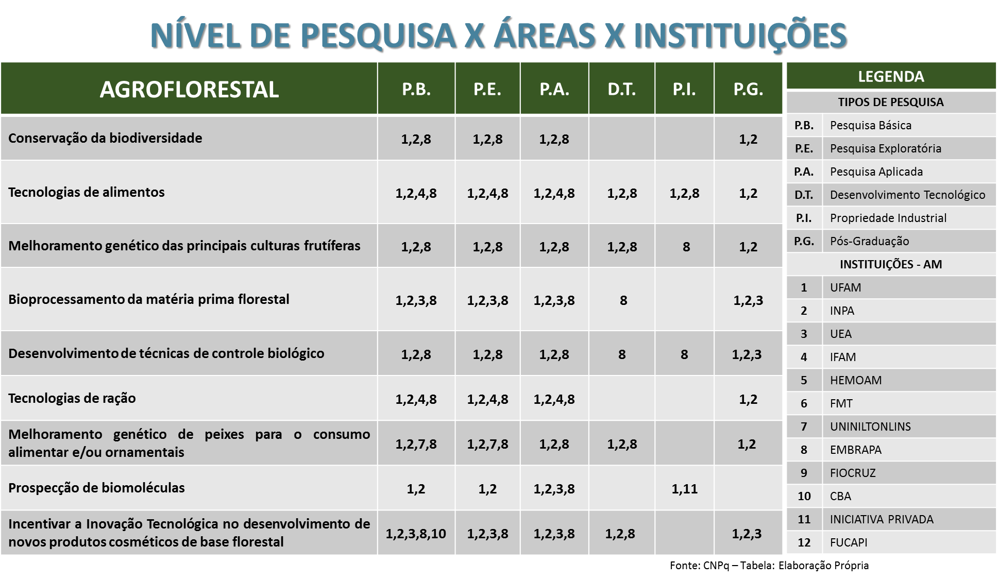 NÍVEL DE PESQUISA X ÁREAS X INSTITUIÇÕES
AGROFLORESTAL P.B. P.E. P.A. D.T. P.I. P.G.
Conservação da biodiversidade 1,2,8 1,2,8 1,2,8 1,2
Tecnologias de alimentos 1,2,4,8 1,2,4,8 1,2,4,8 1,2,8 1,2,8 1,2
Melhoramento genético das principais culturas frutíferas 1,2,8 1,2,8 1,2,8 1,2,8 8 1,2
Bioprocessamento da matéria prima florestal 1,2,3,8 1,2,3,8 1,2,3,8 8 1,2,3
Desenvolvimento de técnicas de controle biológico 1,2,8 1,2,8 1,2,8 8 8 1,2,3
Tecnologias de ração 1,2,4,8 1,2,4,8 1,2,4,8 1,2
Melhoramento genético de peixes para o consumo
alimentar e/ou ornamentais 1,2,7,8 1,2,7,8 1,2,8 1,2,8 1,2
Prospecção de biomoléculas 1,2 1,2 1,2,3,8 1,11
Incentivar a Inovação Tecnológica no desenvolvimento de
novos produtos cosméticos de base florestal 1,2,3,8,10 1,2,3,8 1,2,3,8 1,2,8 1,2,3
LEGENDA
TIPOS DE PESQUISA
P.B. Pesquisa Básica
P.E. Pesquisa Exploratória
P.A. Pesquisa Aplicada
D.T. Desenvolvimento Tecnológico
P.I. Propriedade Industrial
P.G. Pós-Graduação
INSTITUIÇÕES - AM
1 UFAM
2 INPA
3 UEA
4 IFAM
5 HEMOAM
6 FMT
7 UNINILTONLINS
8 EMBRAPA
9 FIOCRUZ
10 CBA
11 INICIATIVA PRIVADA
12 FUCAPI
Fonte: CNPq – Tabela: Elaboração Própria